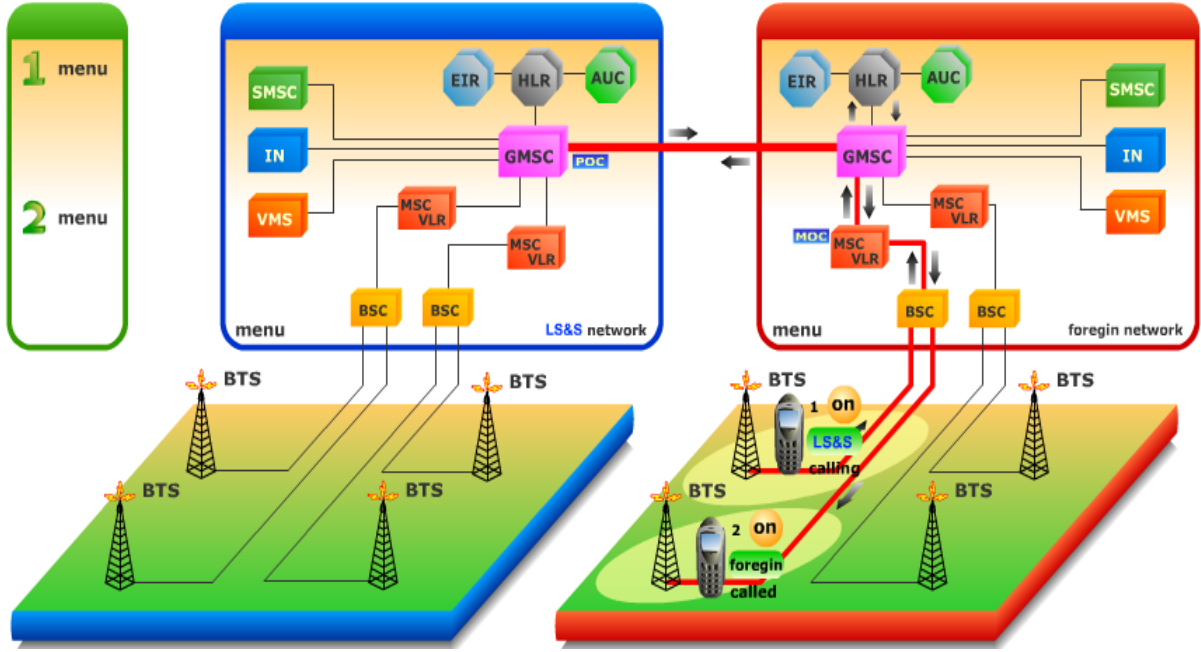 1 menu
2 menu
EIR HLR AUC
SMSC
IN
VMS
GMSC
POC
MSC
VLR
MSC
VLR
BSC BSC
menu
LS&S network
EIR HLR AUC
SMSC
IN
VMS
GMSC
MSC
VLR
MOC
MSC
VLR
BSC BSC
menu
foregin network
BTS
BTS
BTS
BTS
BTS
BTS
BTS
BTS
1 on
LS&S
calling
2 on
foregin
called